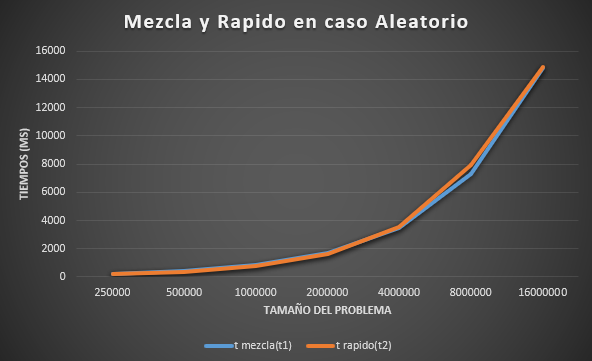 Mezcla y Rapido en caso Aleatorio
16000
14000
12000
10000
8000
6000
4000
2000
0
TIEMPOS (MS)
250000 500000 1000000 2000000 4000000 8000000 16000000
TAMAÑO DEL PROBLEMA
t mezcla(t1) t rapido(t2)